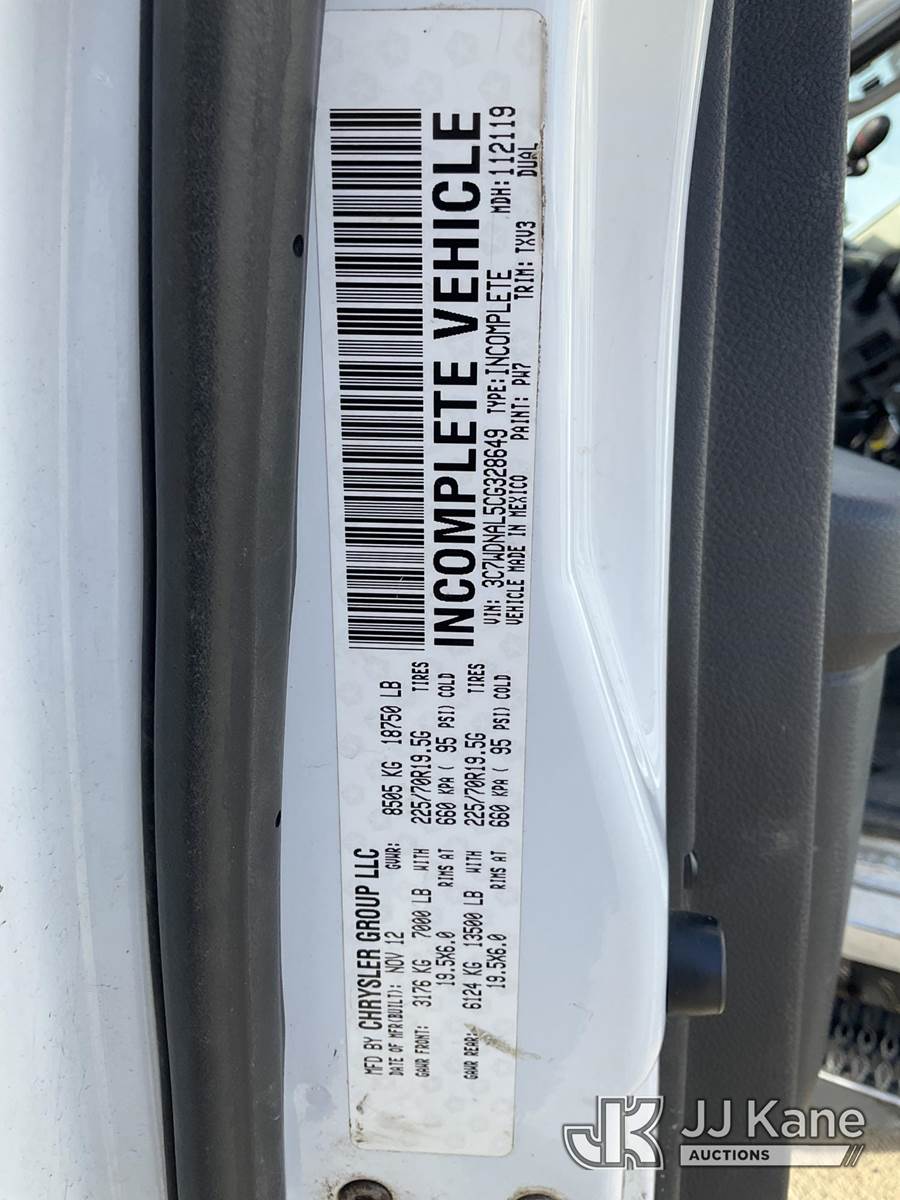 MFD BY CHRYSLER GROUP LLC
DATE OF MFR(BUILT): NOV 12 GVWR: 8505 KG 18750 LB
GAWR FRONT: 3176 KG 7000 LB WITH 225/70R19.5G TIRES
19.5X6.0 RIMS AT 660 KPA ( 95 PSI) COLD
GAWR REAR: 6124 KG 13500 LB WITH 225/70R19.5G TIRES
19.5X6.0 RIMS AT 660 KPA ( 95 PSI) COLD
INCOMPLETE VEHICLE
VIN: 3C7WDNAL5CG328649 TYPE:INCOMPLETE MDH:112119
VEHICLE MADE IN MEXICO PAINT: PW7 TRIM: TXV3 DUAL
JK JJ Kane
AUCTIONS